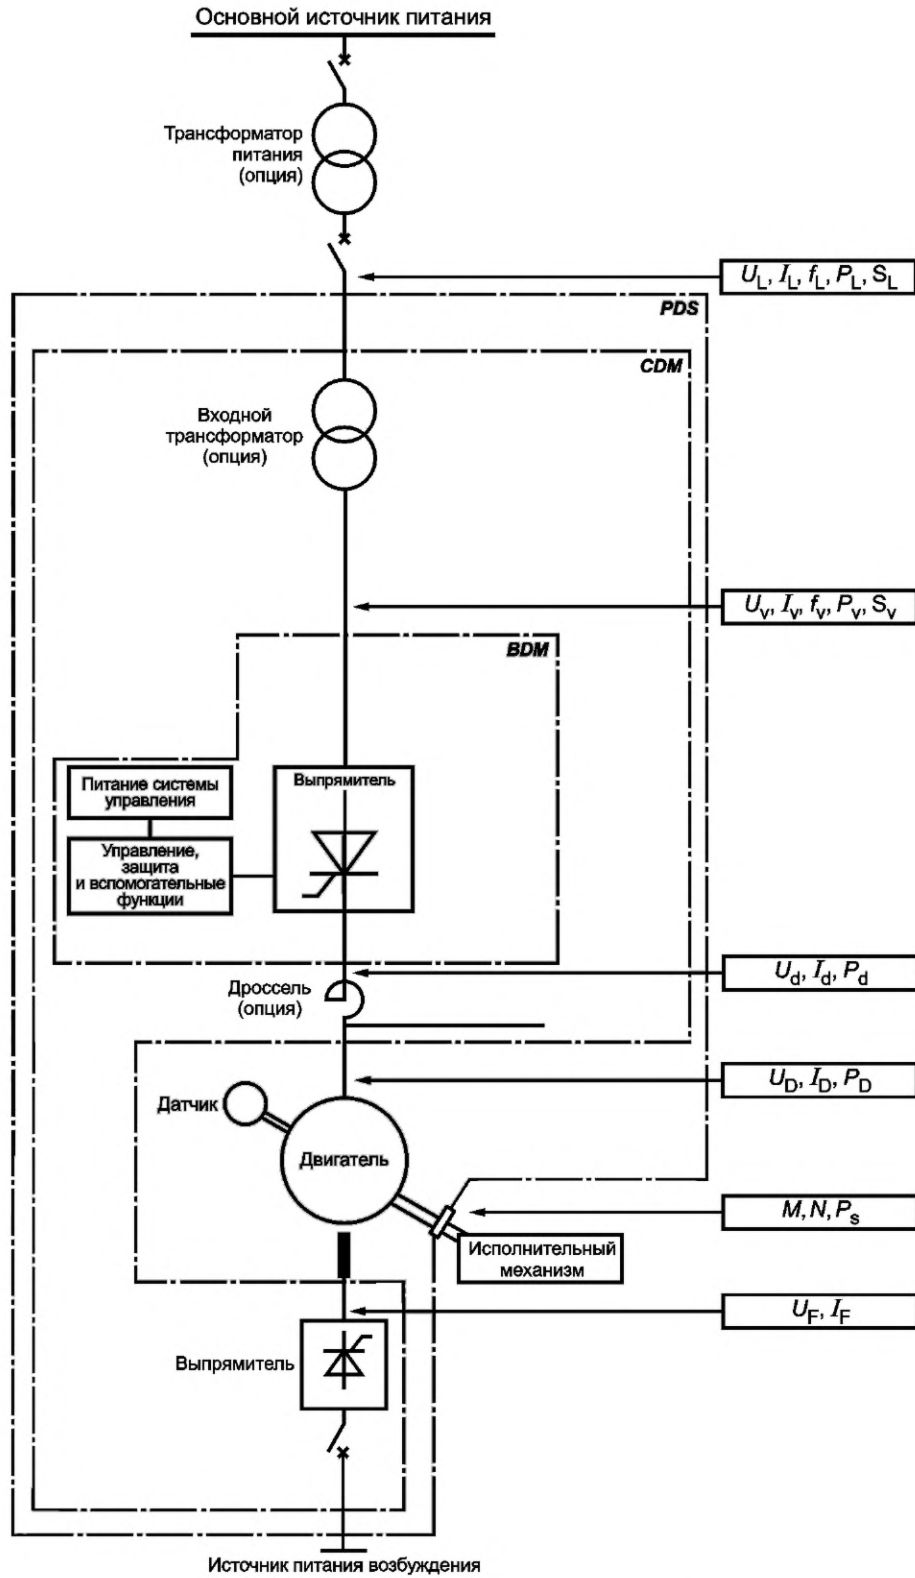 Основной источник питания
Трансформатор
питания
(опция)
U_L, I_L, f_L, P_L, S_L
PDS
CDM
Входной
трансформатор
(опция)
U_v, I_v, f_v, P_v, S_v
BDM
Питание системы
управления
Выпрямитель
Управление,
защита
и вспомогательные
функции
U_d, I_d, P_d
Дроссель
(опция)
U_D, I_D, P_D
Датчик
Двигатель
M, N, P_s
Исполнительный
механизм
U_F, I_F
Выпрямитель
Источник питания возбуждения